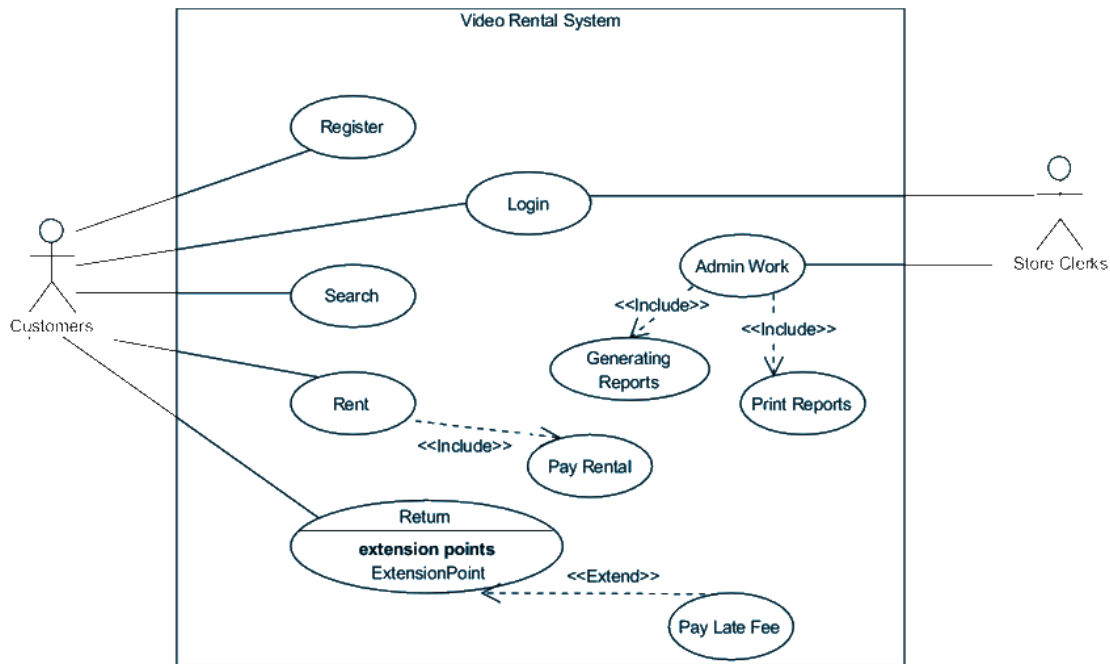 Video Rental System
Register
Login
Admin Work
Store Clerks
Search
<<Include>>
<<Include>>
Customers
Generating
Reports
Rent
Print Reports
<<Include>>
Pay Rental
Return
extension points
ExtensionPoint
<<Extend>>
Pay Late Fee